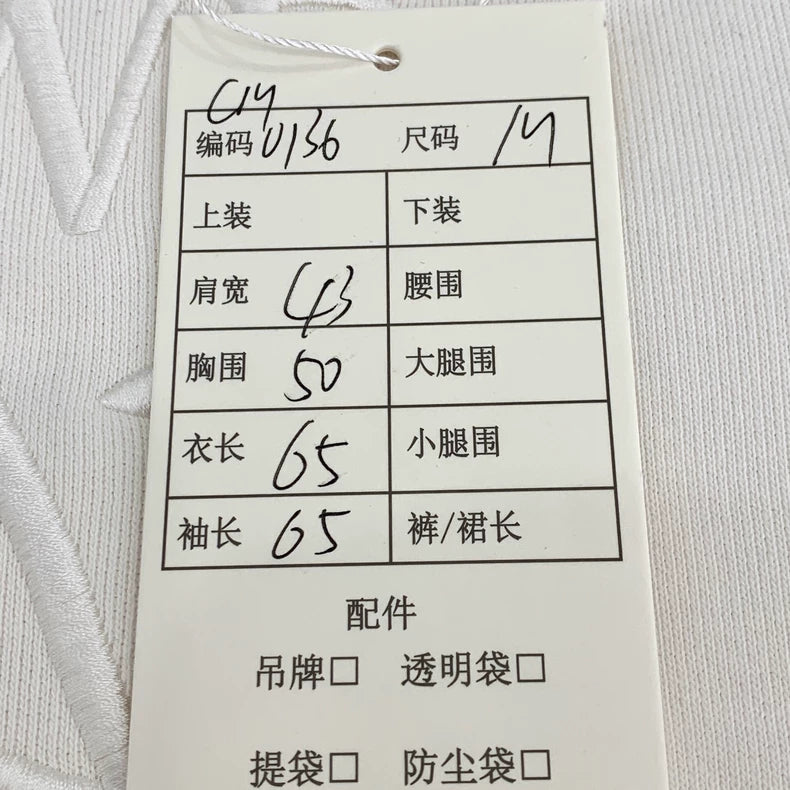 C14
编码 U136 尺码 14
上装 下装
肩宽 43 腰围
胸围 50 大腿围
衣长 65 小腿围
袖长 65 裤/裙长
配件
吊牌□ 透明袋□
提袋□ 防尘袋□